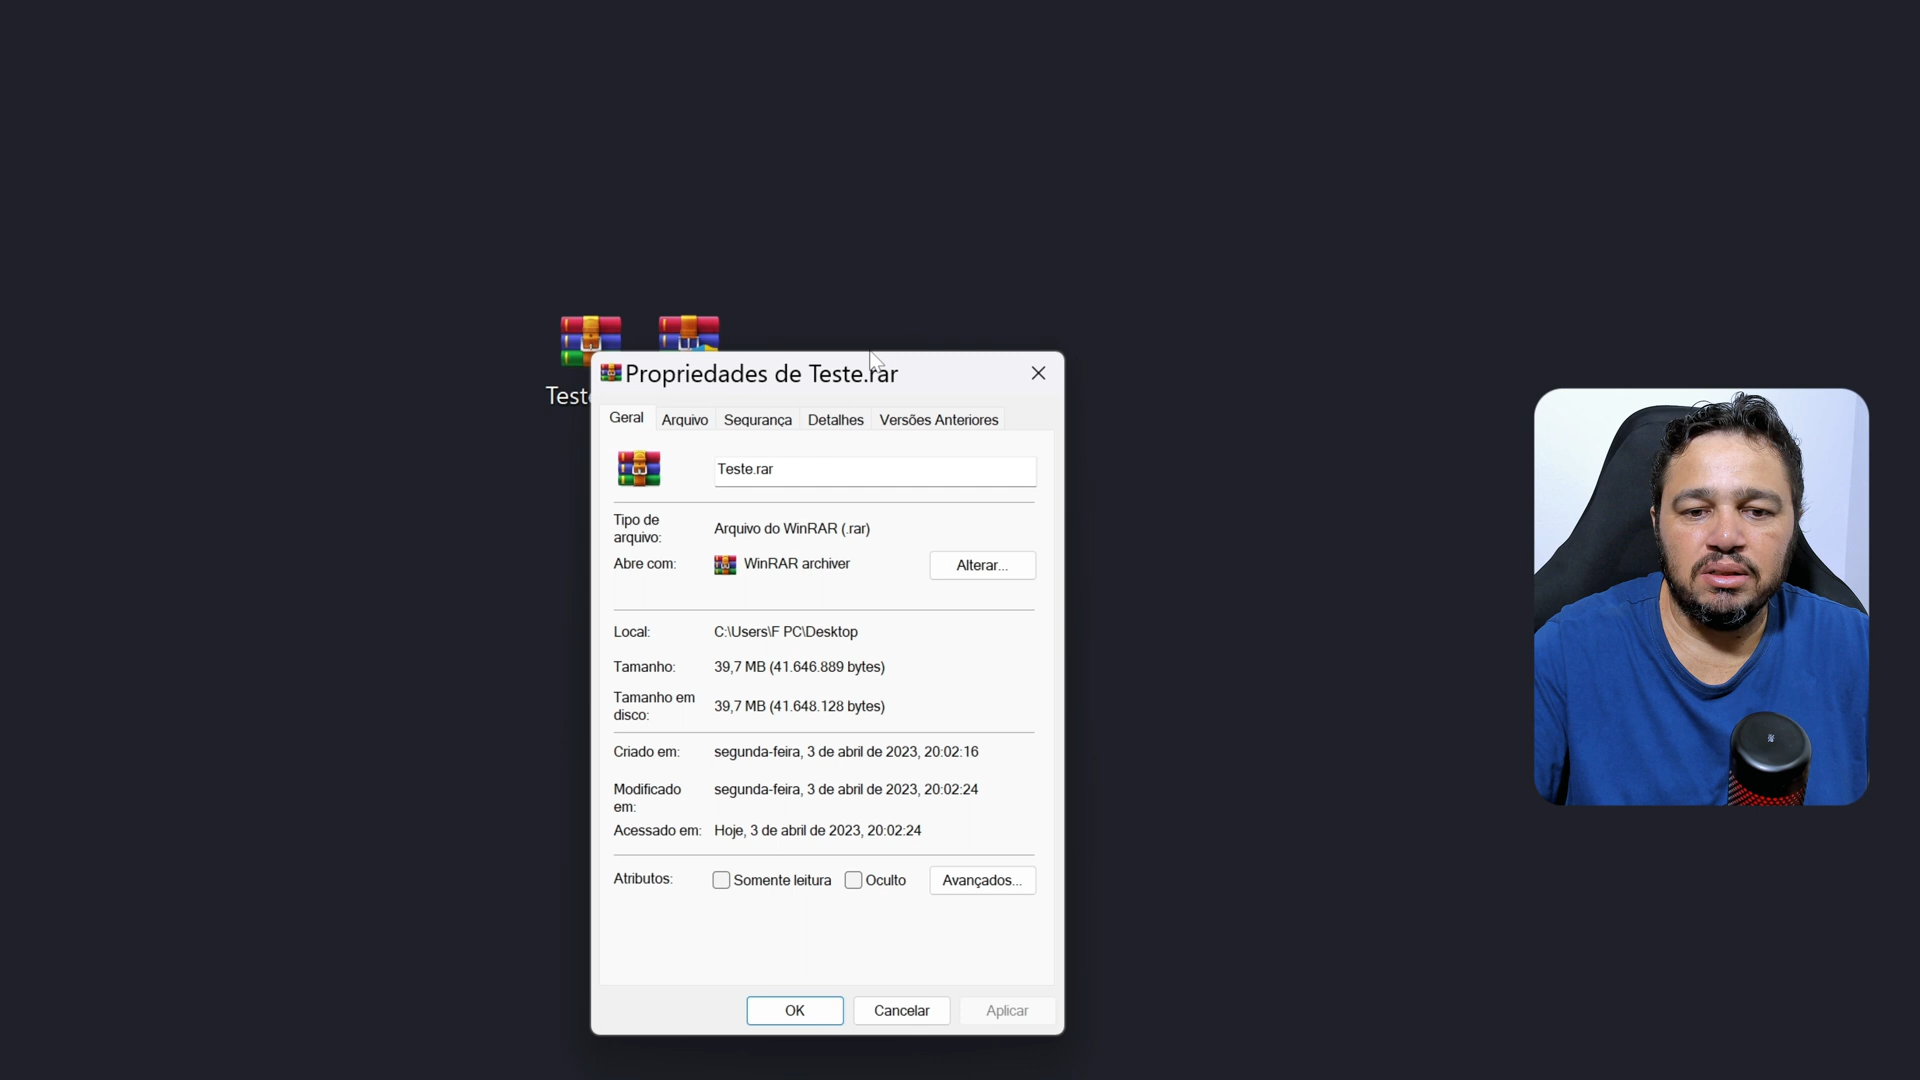 Teste
Propriedades de Teste.rar
Geral Arquivo Segurança Detalhes Versões Anteriores
Teste.rar
Tipo de
arquivo:
Arquivo do WinRAR (.rar)
Abre com: WinRAR archiver Alterar...
Local: C:\Users\F PC\Desktop
Tamanho: 39,7 MB (41.646.889 bytes)
Tamanho em
disco:
39,7 MB (41.648.128 bytes)
Criado em: segunda-feira, 3 de abril de 2023, 20:02:16
Modificado
em:
segunda-feira, 3 de abril de 2023, 20:02:24
Acessado em: Hoje, 3 de abril de 2023, 20:02:24
Atributos: Somente leitura Oculto Avançados...
OK Cancelar Aplicar